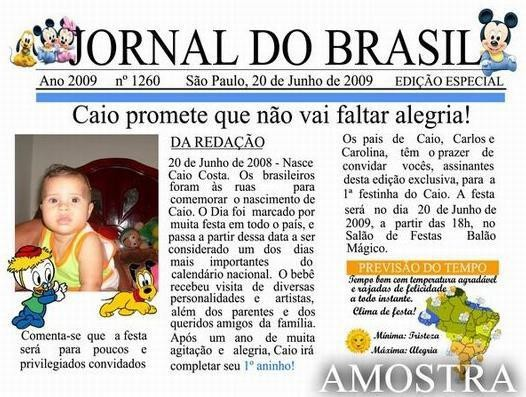 JORNAL DO BRASIL
Ano 2009 nº 1260 São Paulo, 20 de Junho de 2009 EDIÇÃO ESPECIAL
Caio promete que não vai faltar alegria!
Comenta-se que a festa
será para poucos e
privilegiados convidados
DA REDAÇÃO
20 de Junho de 2008 - Nasce
Caio Costa. Os brasileiros
foram às ruas para
comemorar o nascimento de
Caio. O Dia foi marcado por
muita festa em todo o país, e
passa a partir dessa data a ser
considerado um dos dias
mais importantes do
calendário nacional. O bebê
recebeu visita de diversas
personalidades e artistas,
além dos parentes e dos
queridos amigos da família.
Após um ano de muita
agitação e alegria, Caio irá
completar seu 1º aninho!
Os pais de Caio, Carlos e
Carolina, têm o prazer de
convidar vocês, assinantes
desta edição exclusiva, para a
1ª festinha do Caio. A festa
será no dia 20 de Junho de
2009, a partir das 18h, no
Salão de Festas Balão
Mágico.
PREVISÃO DO TEMPO
Tempo bom com temperatura agradável
e rajadas de felicidade
a todo instante.
Clima de festa!
Mínima: Tristeza
Máxima: Alegria
AMOSTRA